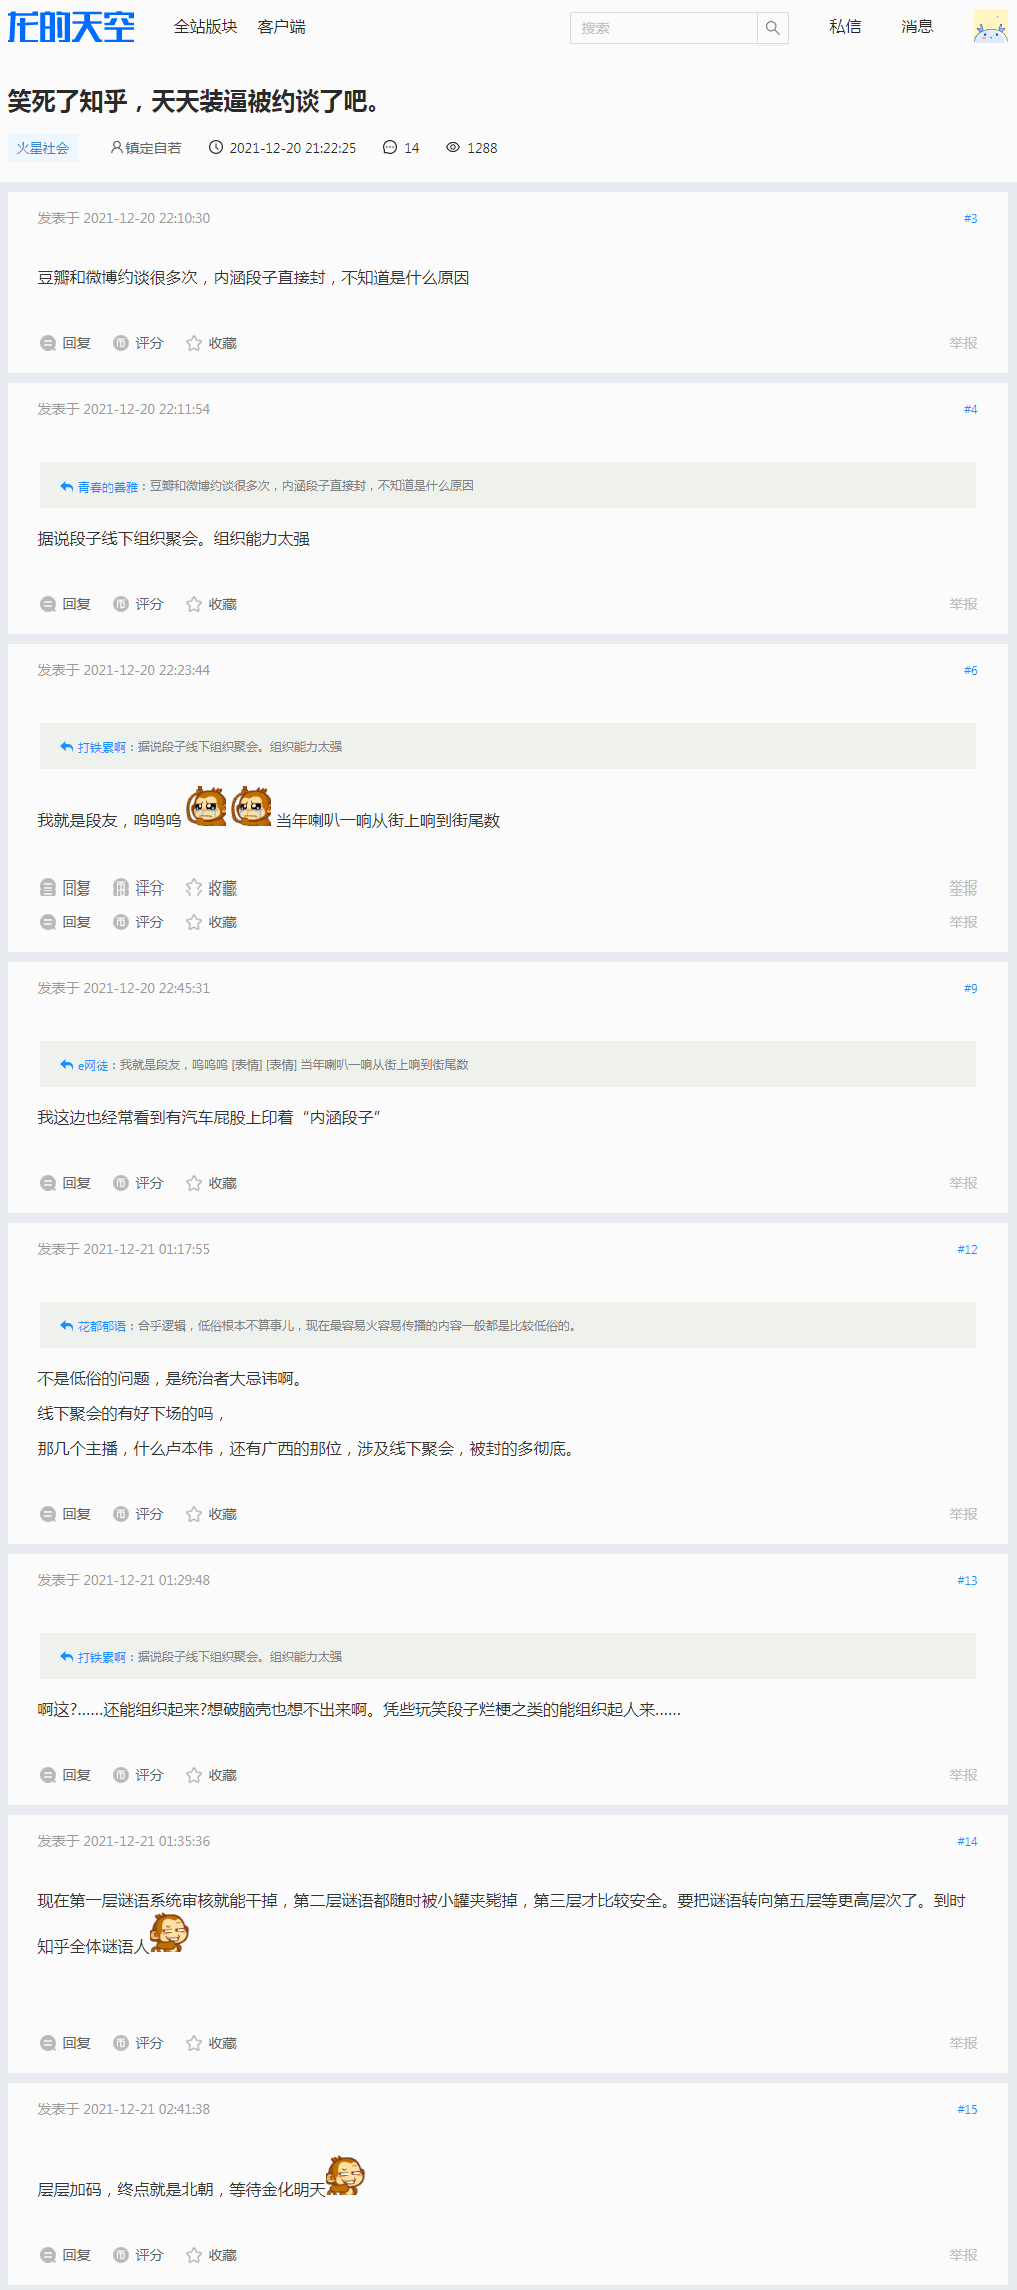 龙的天空 全站版块 客户端 搜索 私信 消息
笑死了知乎，天天装逼被约谈了吧。
火星社会 镇定自若 2021-12-20 21:22:25 14 1288
发表于 2021-12-20 22:10:30 #3
豆瓣和微博约谈很多次，内涵段子直接封，不知道是什么原因
回复 评分 收藏 举报
发表于 2021-12-20 22:11:54 #4
青春的善雅：豆瓣和微博约谈很多次，内涵段子直接封，不知道是什么原因
据说段子线下组织聚会。组织能力太强
回复 评分 收藏 举报
发表于 2021-12-20 22:23:44 #6
打铁累啊：据说段子线下组织聚会。组织能力太强
我就是段友，呜呜呜 当年喇叭一响从街上响到街尾数
回复 评分 收藏 举报
回复 评分 收藏 举报
发表于 2021-12-20 22:45:31 #9
e网徒：我就是段友，呜呜呜 [表情] [表情] 当年喇叭一响从街上响到街尾数
我这边也经常看到有汽车屁股上印着“内涵段子”
回复 评分 收藏 举报
发表于 2021-12-21 01:17:55 #12
花都郁语：合乎逻辑，低俗根本不算事儿，现在最容易火容易传播的内容一般都是比较低俗的。
不是低俗的问题，是统治者大忌讳啊。
线下聚会的有好下场的吗，
那几个主播，什么卢本伟，还有广西的那位，涉及线下聚会，被封的多彻底。
回复 评分 收藏 举报
发表于 2021-12-21 01:29:48 #13
打铁累啊：据说段子线下组织聚会。组织能力太强
啊这?......还能组织起来?想破脑壳也想不出来啊。凭些玩笑段子烂梗之类的能组织起人来......
回复 评分 收藏 举报
发表于 2021-12-21 01:35:36 #14
现在第一层谜语系统审核就能干掉，第二层谜语都随时被小罐夹毙掉，第三层才比较安全。要把谜语转向第五层等更高层次了。到时
知乎全体谜语人
回复 评分 收藏 举报
发表于 2021-12-21 02:41:38 #15
层层加码，终点就是北朝，等待金化明天
回复 评分 收藏 举报